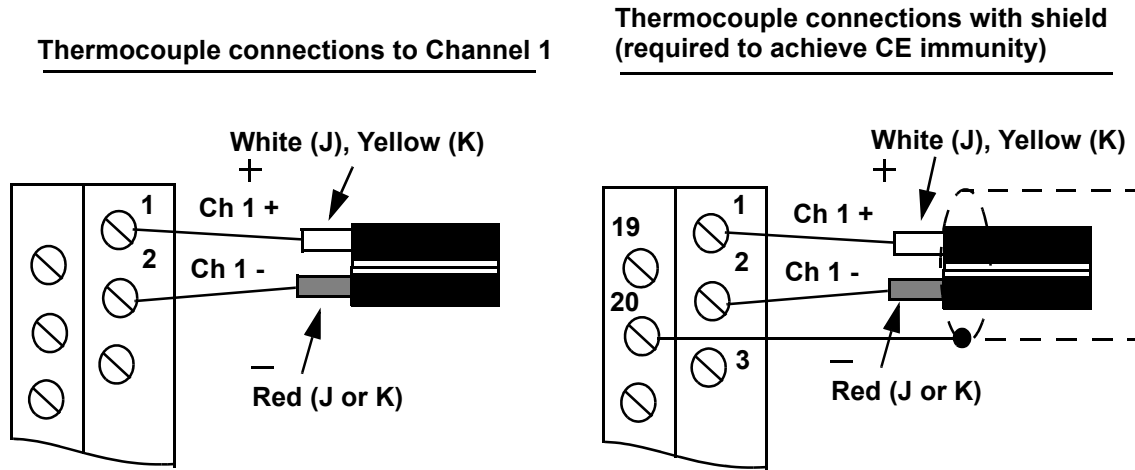 Thermocouple connections to Channel 1
White (J), Yellow (K)
+
1
Ch 1 +
2
Ch 1 -
–
Red (J or K)
Thermocouple connections with shield
(required to achieve CE immunity)
White (J), Yellow (K)
+
1
19
Ch 1 +
2
Ch 1 -
20
3
–
Red (J or K)